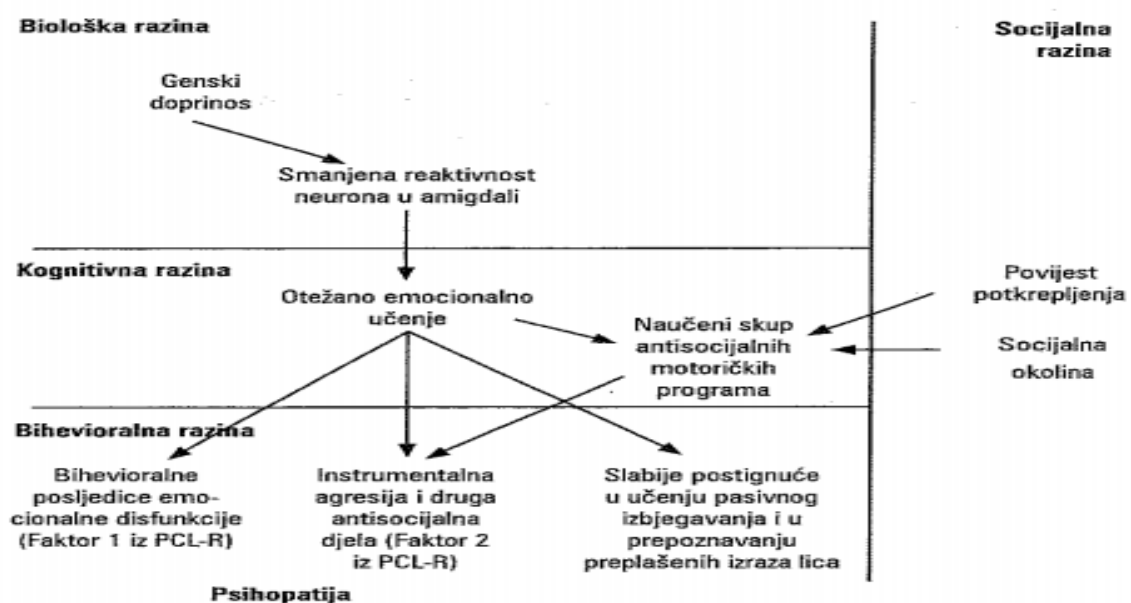 Biološka razina
Socijalna
razina
Genski
doprinos
Smanjena reaktivnost
neurona u amigdali
Kognitivna razina
Povijest
potkrepljenja
Otežano emocionalno
učenje
Naučeni skup
antisocijalnih
motoričkih
programa
Socijalna
okolina
Bihevioralna razina
Bihevioralne
posljedice emo-
cionalne disfunkcije
(Faktor 1 iz PCL-R)
Instrumentalna
agresija i druga
antisocijalna
djela (Faktor 2
iz PCL-R)
Slabije postignuće
u učenju pasivnog
izbjegavanja i u
prepoznavanju
preplašenih izraza lica
Psihopatija